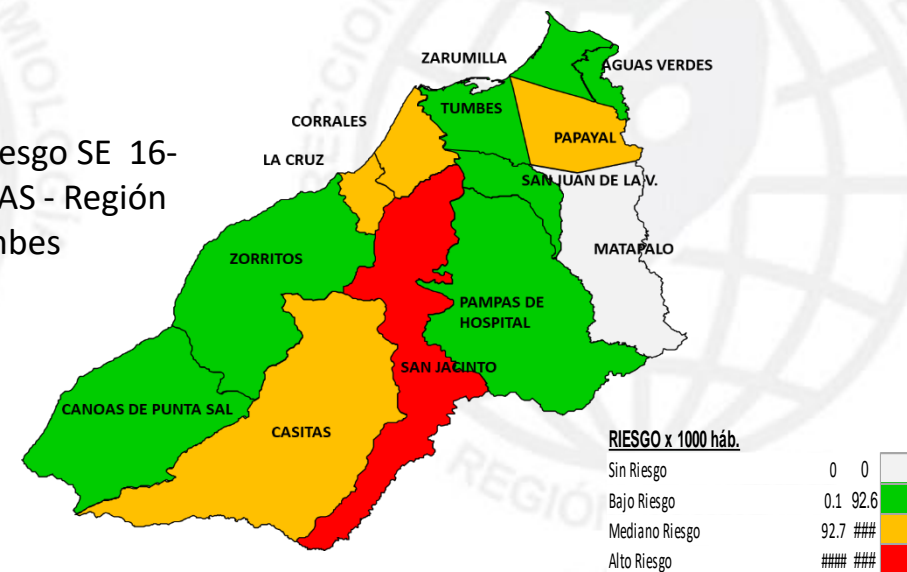 ZARUMILLA
AGUAS VERDES
TUMBES
CORRALES
PAPAYAL
esgo SE 16-
LA CRUZ
AS - Región
SAN JUAN DE LA V.
mbes
MATAPALO
ZORRITOS
PAMPAS DE
HOSPITAL
SAN JACINTO
CANOAS DE PUNTA SAL
CASITAS
RIESGO x 1000 háb.
Sin Riesgo 0 0
Bajo Riesgo 0.1 92.6
Mediano Riesgo 92.7 ###
Alto Riesgo #### ###
REGIÓN